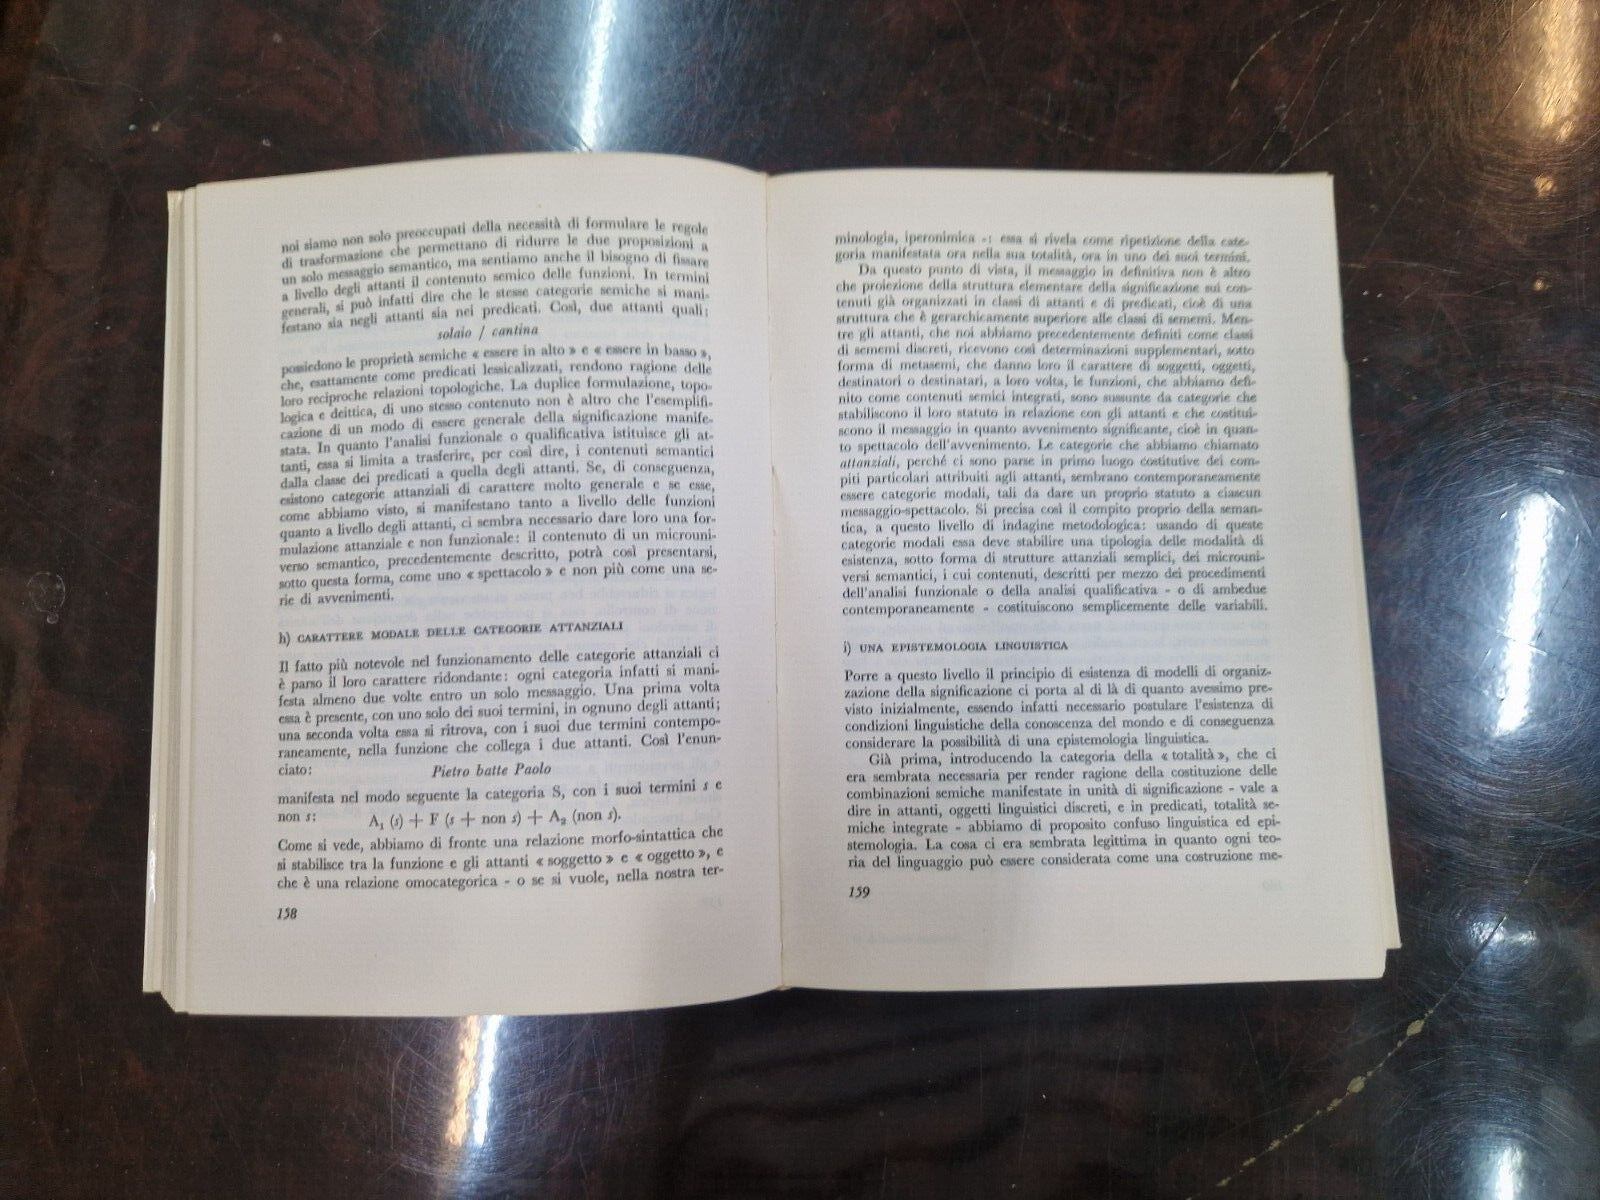 noi siamo non solo preoccupati della necessità di formulare le regole
di trasformazione che permettano di ridurre le due proposizioni a
un solo messaggio semantico, ma sentiamo anche il bisogno di fissare
a livello degli attanti il contenuto semico delle funzioni. In termini
generali, si può infatti dire che le stesse categorie semiche si mani-
festano sia negli attanti sia nei predicati. Così, due attanti quali:
solaio / cantina
possiedono le proprietà semiche « essere in alto » e « essere in basso »,
che, esattamente come predicati lessicalizzati, rendono ragione delle
loro reciproche relazioni topologiche. La duplice formulazione, topo-
logica e deittica, di uno stesso contenuto non è altro che l'esemplifi-
cazione di un modo di essere generale della significazione manife-
stata. In quanto l'analisi funzionale o qualificativa istituisce gli at-
tanti, essa si limita a trasferire, per così dire, i contenuti semantici
dalla classe dei predicati a quella degli attanti. Se, di conseguenza,
esistono categorie attanziali di carattere molto generale e se esse,
come abbiamo visto, si manifestano tanto a livello delle funzioni
quanto a livello degli attanti, ci sembra necessario dare loro una for-
mulazione attanziale e non funzionale: il contenuto di un microuni-
verso semantico, precedentemente descritto, potrà così presentarsi,
sotto questa forma, come uno « spettacolo » e non più come una se-
rie di avvenimenti.
h) CARATTERE MODALE DELLE CATEGORIE ATTANZIALI
Il fatto più notevole nel funzionamento delle categorie attanziali ci
è parso il loro carattere ridondante: ogni categoria infatti si mani-
festa almeno due volte entro un solo messaggio. Una prima volta
essa è presente, con uno solo dei suoi termini, in ognuno degli attanti;
una seconda volta essa si ritrova, con i suoi due termini contempo-
raneamente, nella funzione che collega i due attanti. Così l'enun-
ciato:
Pietro batte Paolo
manifesta nel modo seguente la categoria S, con i suoi termini s e
non s:
A₁ (s) + F (s + non s) + A₂ (non s).
Come si vede, abbiamo di fronte una relazione morfo-sintattica che
si stabilisce tra la funzione e gli attanti « soggetto » e « oggetto », e
che è una relazione omocategorica - o se si vuole, nella nostra ter-
158
minologia, iperonimica -: essa si rivela come ripetizione della cate-
goria manifestata ora nella sua totalità, ora in uno dei suoi termini.
Da questo punto di vista, il messaggio in definitiva non è altro
che proiezione della struttura elementare della significazione sui con-
tenuti già organizzati in classi di attanti e di predicati, cioè di una
struttura che è gerarchicamente superiore alle classi di sememi. Men-
tre gli attanti, che noi abbiamo precedentemente definiti come classi
di sememi discreti, ricevono così determinazioni supplementari, sotto
forma di metasemi, che danno loro il carattere di soggetti, oggetti,
destinatori o destinatari, a loro volta, le funzioni, che abbiamo defi-
nito come contenuti semici integrati, sono sussunte da categorie che
stabiliscono il loro statuto in relazione con gli attanti e che costitui-
scono il messaggio in quanto avvenimento significante, cioè in quan-
to spettacolo dell'avvenimento. Le categorie che abbiamo chiamato
attanziali, perché ci sono parse in primo luogo costitutive dei com-
piti particolari attribuiti agli attanti, sembrano contemporaneamente
essere categorie modali, tali da dare un proprio statuto a ciascun
messaggio-spettacolo. Si precisa così il compito proprio della seman-
tica, a questo livello di indagine metodologica: usando di queste
categorie modali essa deve stabilire una tipologia delle modalità di
esistenza, sotto forma di strutture attanziali semplici, dei microuni-
versi semantici, i cui contenuti, descritti per mezzo dei procedimenti
dell'analisi funzionale o della analisi qualificativa - o di ambedue
contemporaneamente - costituiscono semplicemente delle variabili.
i) UNA EPISTEMOLOGIA LINGUISTICA
Porre a questo livello il principio di esistenza di modelli di organiz-
zazione della significazione ci porta al di là di quanto avessimo pre-
visto inizialmente, essendo infatti necessario postulare l'esistenza di
condizioni linguistiche della conoscenza del mondo e di conseguenza
considerare la possibilità di una epistemologia linguistica.
Già prima, introducendo la categoria della « totalità », che ci
era sembrata necessaria per render ragione della costituzione delle
combinazioni semiche manifestate in unità di significazione - vale a
dire in attanti, oggetti linguistici discreti, e in predicati, totalità se-
miche integrate - abbiamo di proposito confuso linguistica ed epi-
stemologia. La cosa ci era sembrata legittima in quanto ogni teo-
ria del linguaggio può essere considerata come una costruzione me-
159